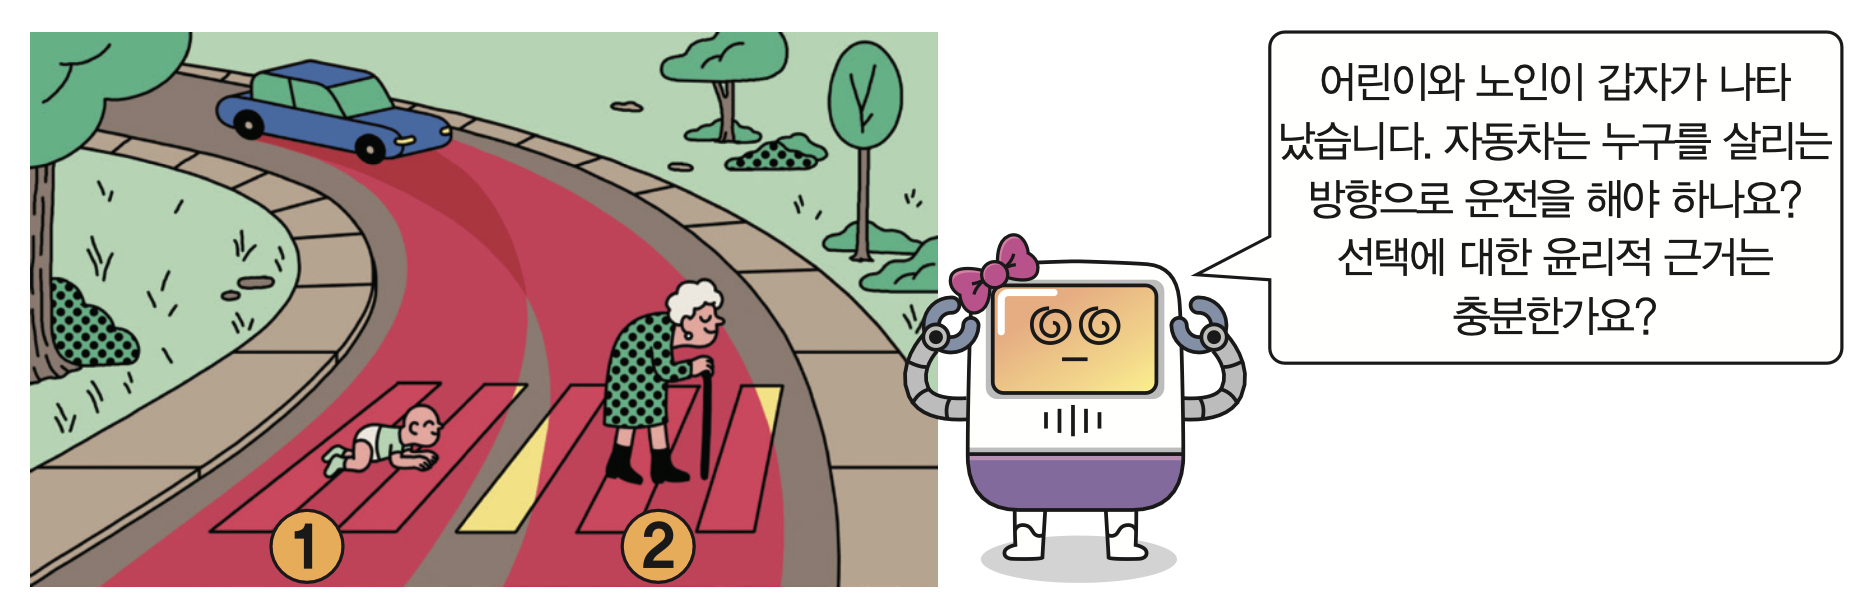 어린이와 노인이 갑자가 나타
났습니다. 자동차는 누구를 살리는
방향으로 운전을 해야 하나요?
선택에 대한 윤리적 근거는
충분한가요?
1
2